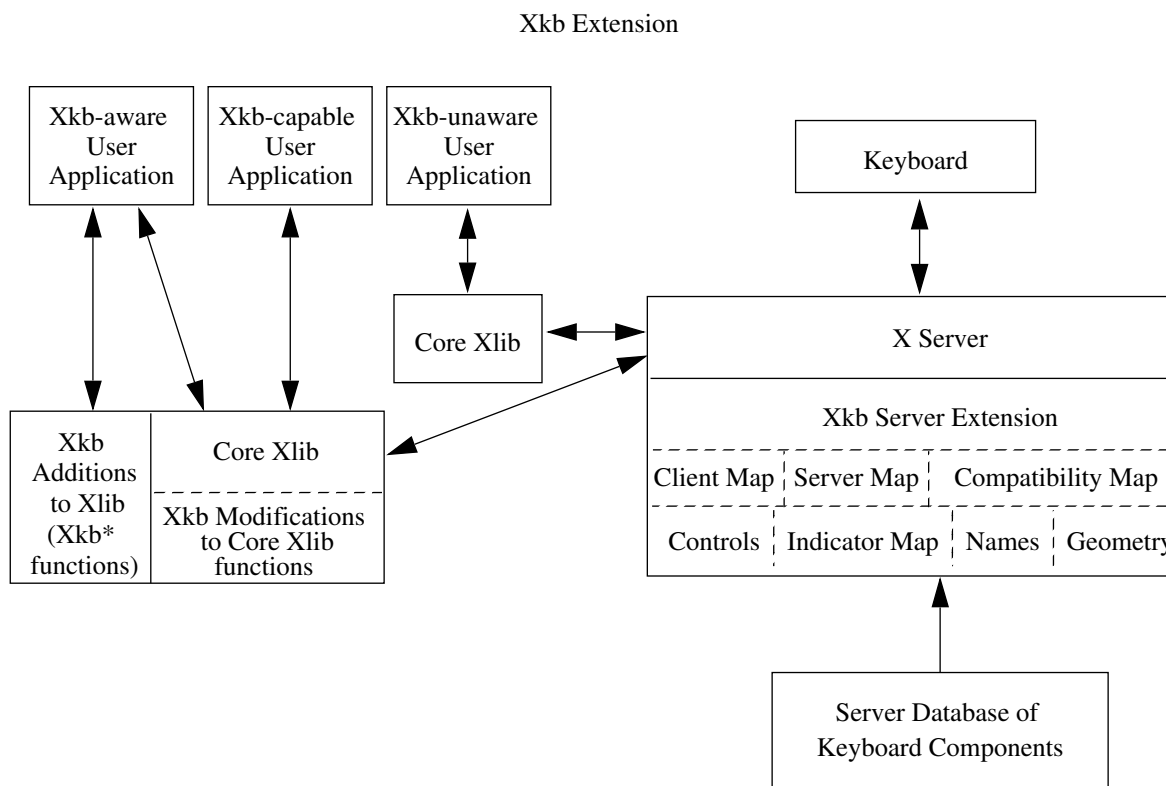 Xkb Extension
Xkb-aware
User
Application
Xkb-capable
User
Application
Xkb-unaware
User
Application
Keyboard
Core Xlib
X Server
Xkb Server Extension
Client Map
Server Map
Compatibility Map
Controls
Indicator Map
Names
Geometry
Xkb
Additions
to Xlib
(Xkb*
functions)
Core Xlib
Xkb Modifications
to Core Xlib
functions
Server Database of
Keyboard Components